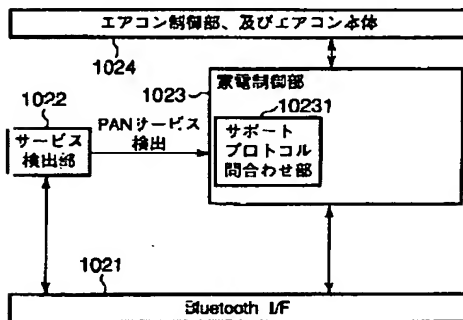 エアコン制御部、及びエアコン本体
1024
1023
家電制御部
1022
10231
PANサービス
検出
サービス
検出部
サポート
プロトコル
問合わせ部
1021
Bluetooth I/F